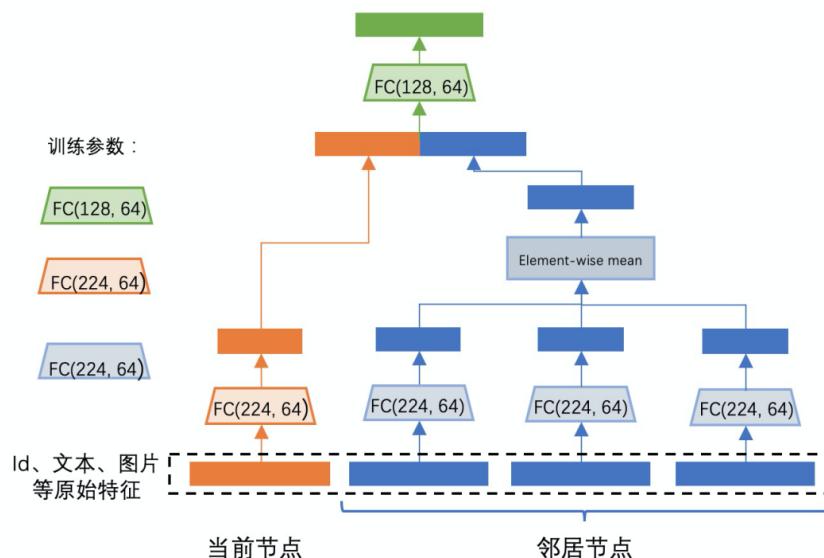 FC(128, 64)
训练参数：
FC(128, 64)
Element-wise mean
FC(224, 64)
FC(224, 64)
FC(224, 64)
FC(224, 64)
FC(224, 64)
FC(224, 64)
Id、文本、图片
等原始特征
当前节点
邻居节点